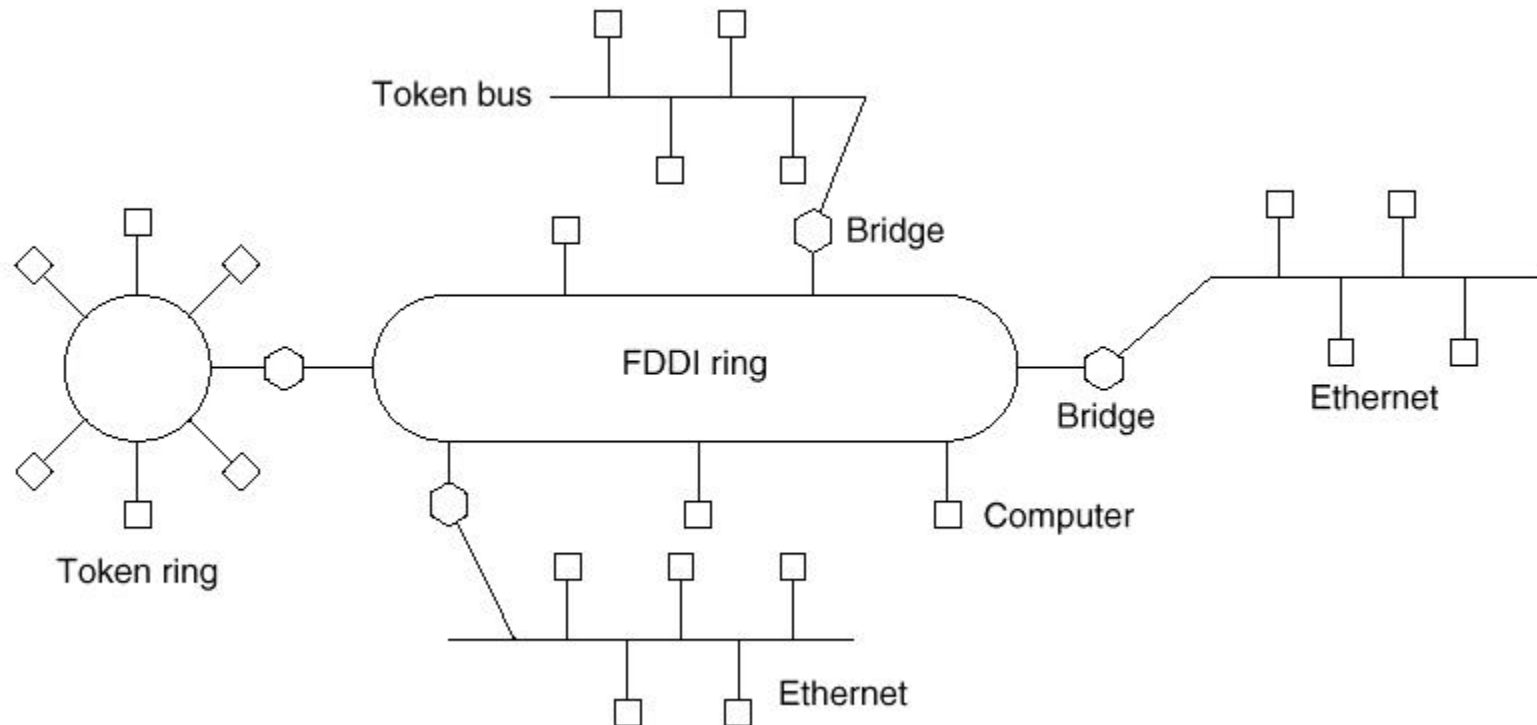 Token bus
Bridge
FDDI ring
Bridge
Ethernet
Computer
Token ring
Ethernet